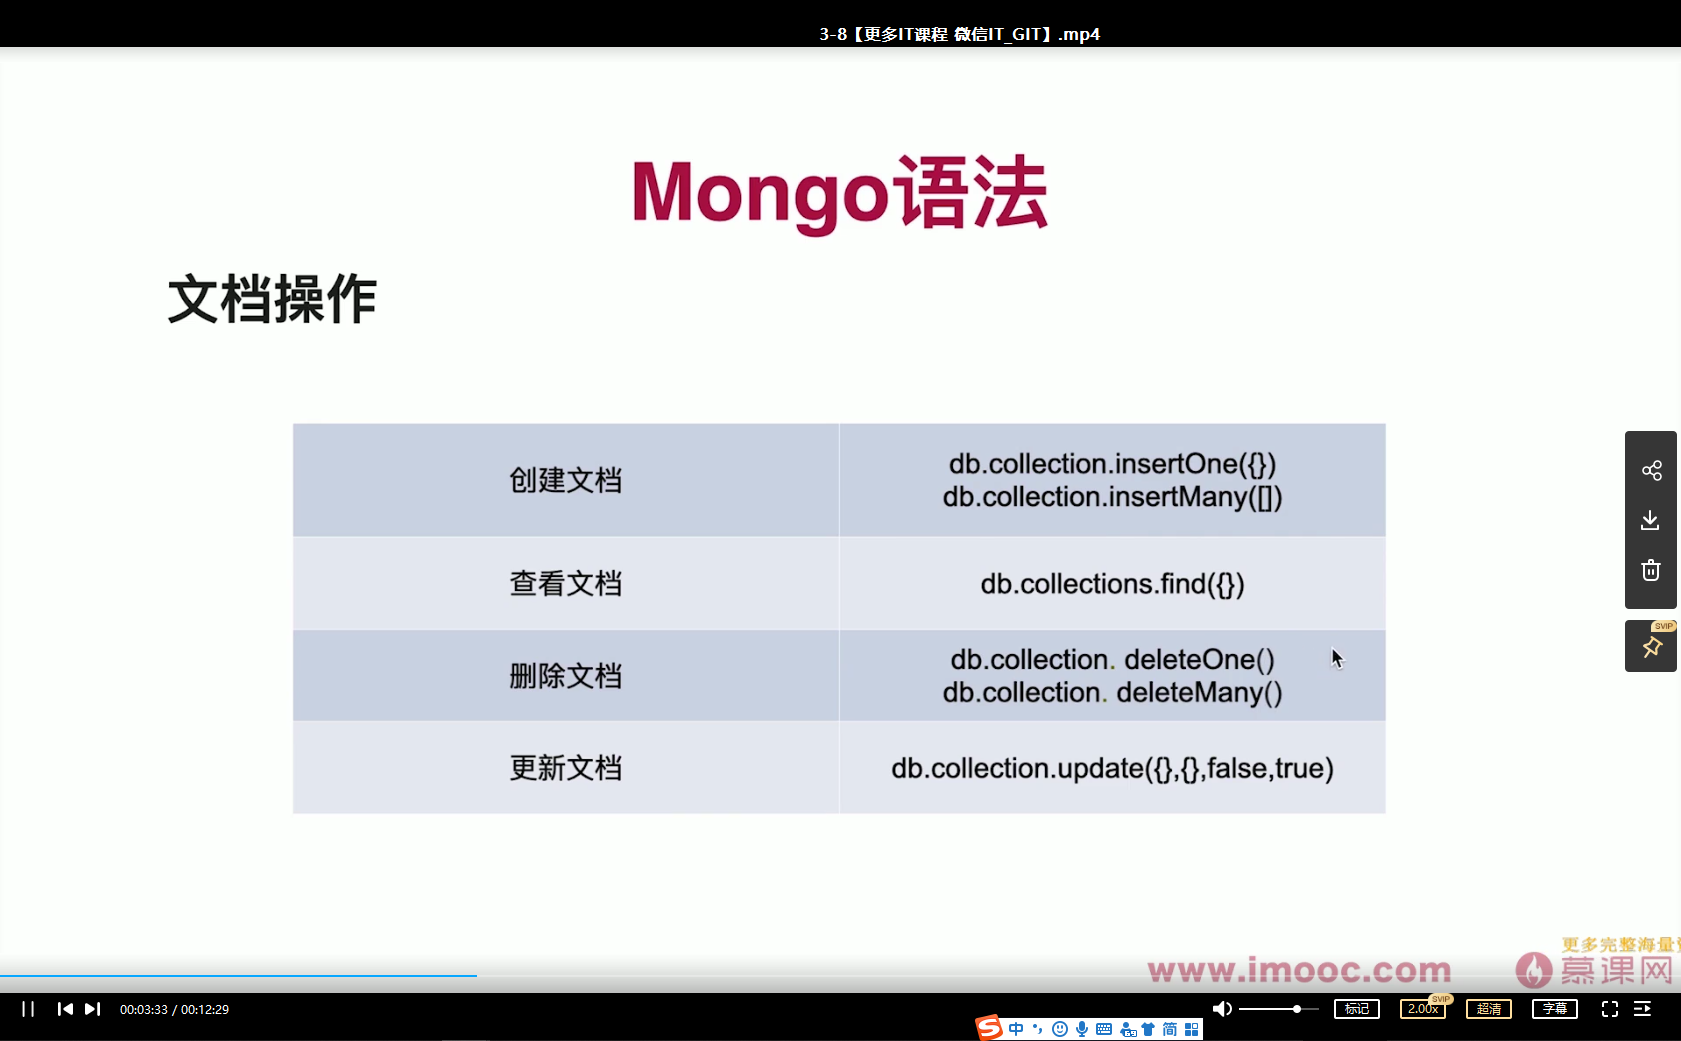 3-8【更多IT课程 微信IT_GIT】.mp4
Mongo语法
文档操作
创建文档
db.collection.insertOne({})
db.collection.insertMany([])
查看文档
db.collections.find({})
删除文档
db.collection. deleteOne()
db.collection. deleteMany()
更新文档
db.collection.update({},{},false,true)
SVIP
更多完整海量
www.imooc.com
慕课网
00:03:33 / 00:12:29
标记
2.00x
SVIP
超清
字幕
S中
简